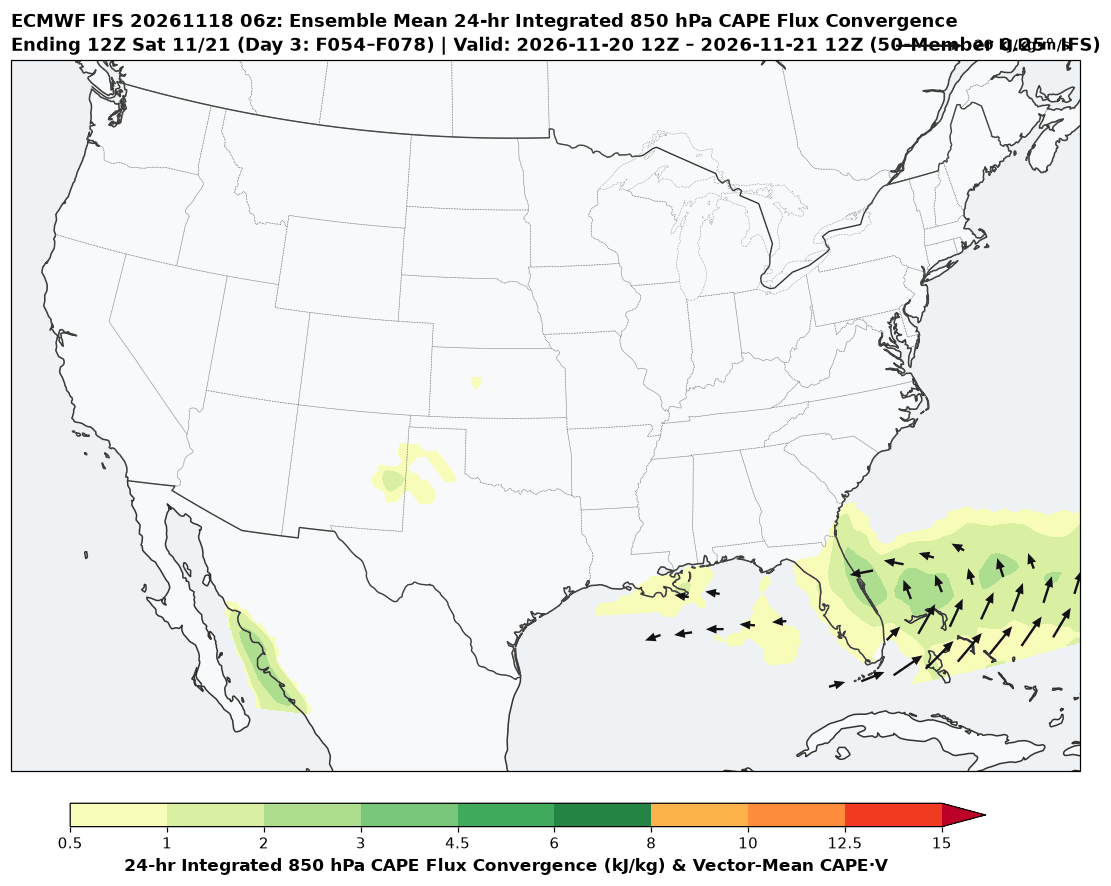 ECMWF IFS 20261118 06z: Ensemble Mean 24-hr Integrated 850 hPa CAPE Flux Convergence
Ending 12Z Sat 11/21 (Day 3: F054–F078) | Valid: 2026-11-20 12Z – 2026-11-21 12Z (50-Member 0.25° IFS)
0.5 1 2 3 4.5 6 8 10 12.5 15
24-hr Integrated 850 hPa CAPE Flux Convergence (kJ/kg) & Vector-Mean CAPE·V